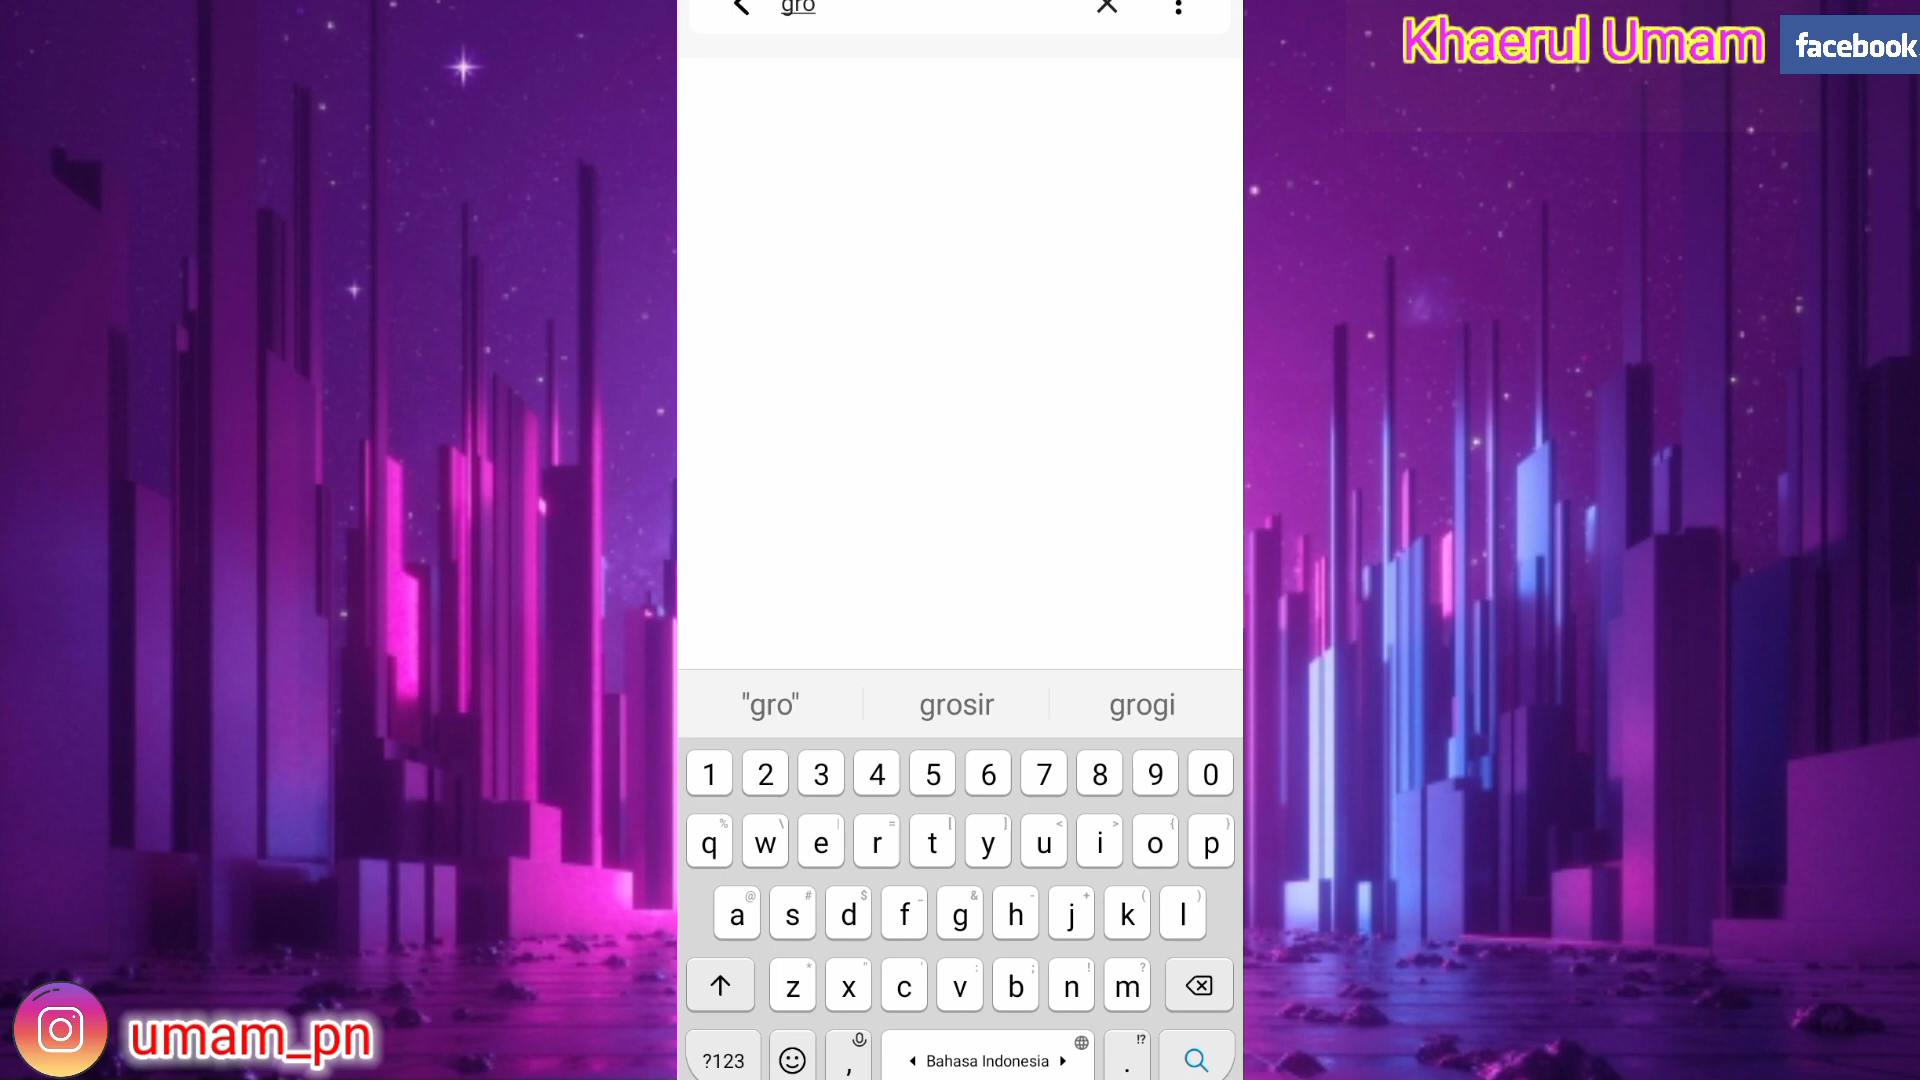 gro
Khaerul Umam
facebook
"gro" grosir grogi
1 2 3 4 5 6 7 8 9 0
% \ | = [ ] < > { }
q w e r t y u i o p
@ # $ _ & - + ( )
a s d f g h j k l
* " ' : ; ! ?
z x c v b n m
?123 , Bahasa Indonesia !? .
umam_pn